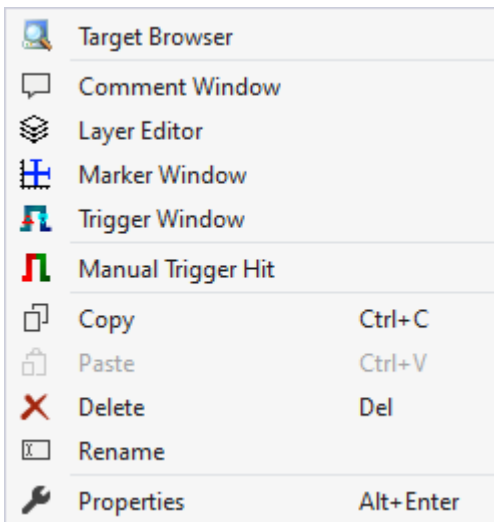 Target Browser
Comment Window
Layer Editor
Marker Window
Trigger Window
Manual Trigger Hit
Copy Ctrl+C
Paste Ctrl+V
Delete Del
Rename
Properties Alt+Enter